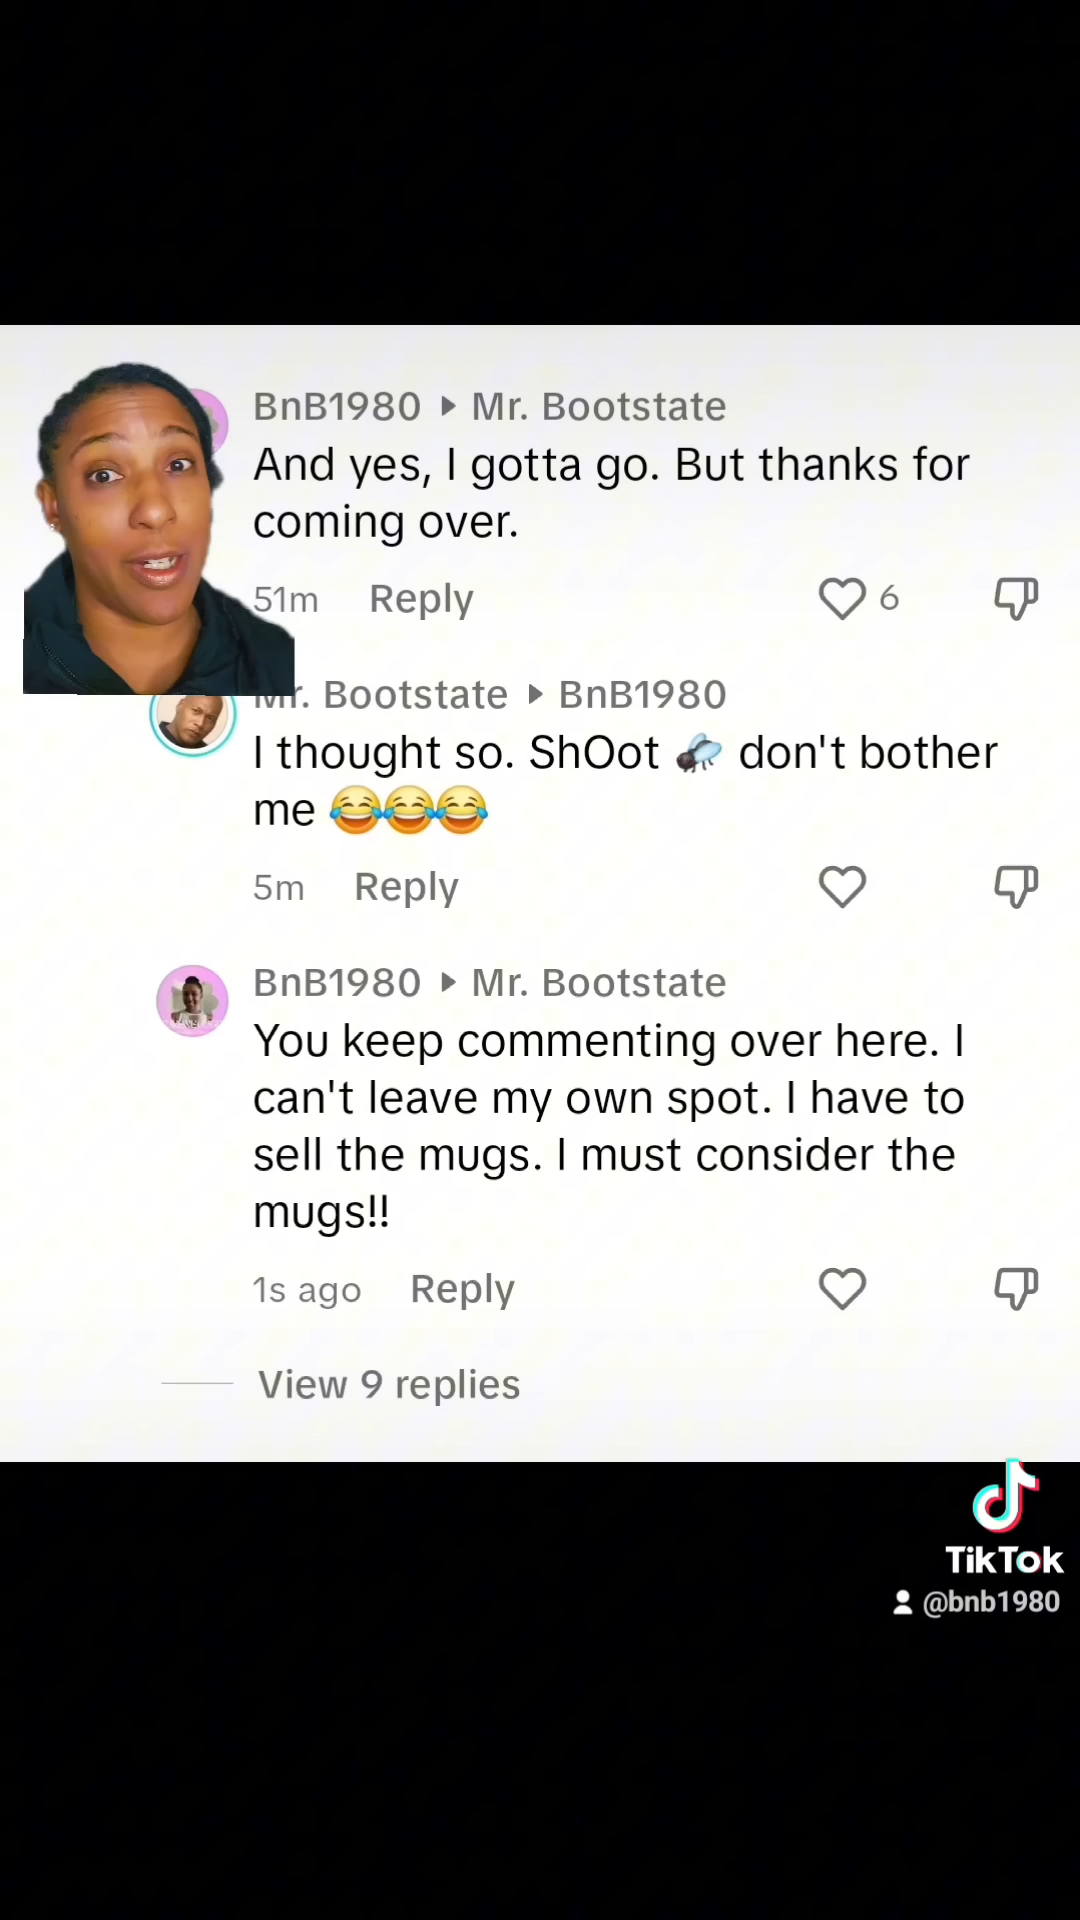 BnB1980 ▸ Mr. Bootstate
And yes, I gotta go. But thanks for
coming over.
51m Reply 6
Mr. Bootstate ▸ BnB1980
I thought so. ShOot 🪰 don't bother
me 😂😂😂
5m Reply
BnB1980 ▸ Mr. Bootstate
You keep commenting over here. I
can't leave my own spot. I have to
sell the mugs. I must consider the
mugs!!
1s ago Reply
View 9 replies
TikTok
@bnb1980